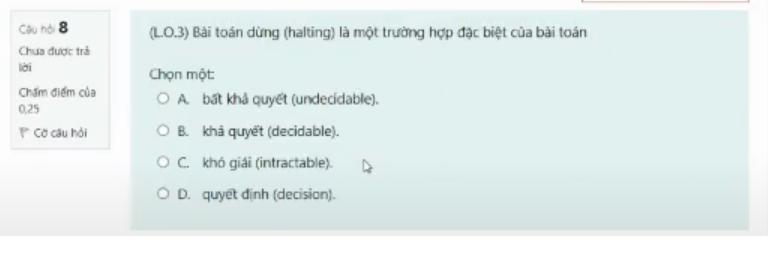 Câu hỏi 8
Chưa được trả
lời
Chấm điểm của
0,25
Cờ câu hỏi
(L.O.3) Bài toán dừng (halting) là một trường hợp đặc biệt của bài toán
Chọn một:
A. bất khả quyết (undecidable).
B. khả quyết (decidable).
C. khó giải (intractable).
D. quyết định (decision).